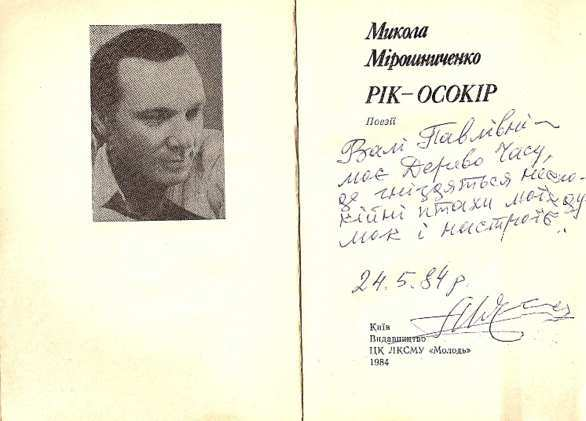 Микола
Мірошниченко
РІК–ОСОКІР
Поезії
Валі Павлівні –
моє Дерево Часу,
де гніздяться неспо-
кійні птахи моїх ду
мок і настроїв.
24.5.84 р.
Київ
Видавництво
ЦК ЛКСМУ «Молодь»
1984